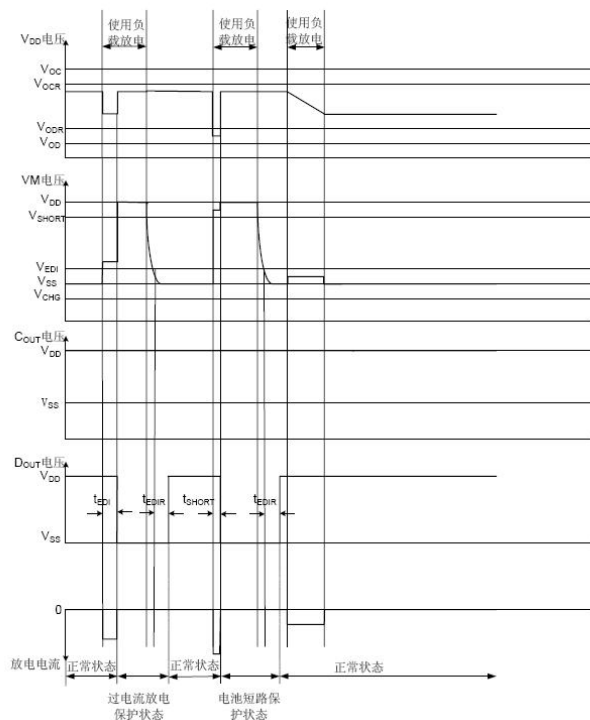 使用负
载放电
使用负
载放电
使用负
载放电
VDD电压
VOC
VOCR
VODR
VOD
VM电压
VDD
VSHORT
VEDI
VSS
VCHG
COUT电压
VDD
VSS
DOUT电压
VDD
tEDI
tEDIR
tSHORT
tEDIR
VSS
0
放电电流
正常状态
正常状态
正常状态
过电流放电
保护状态
电池短路保
护状态